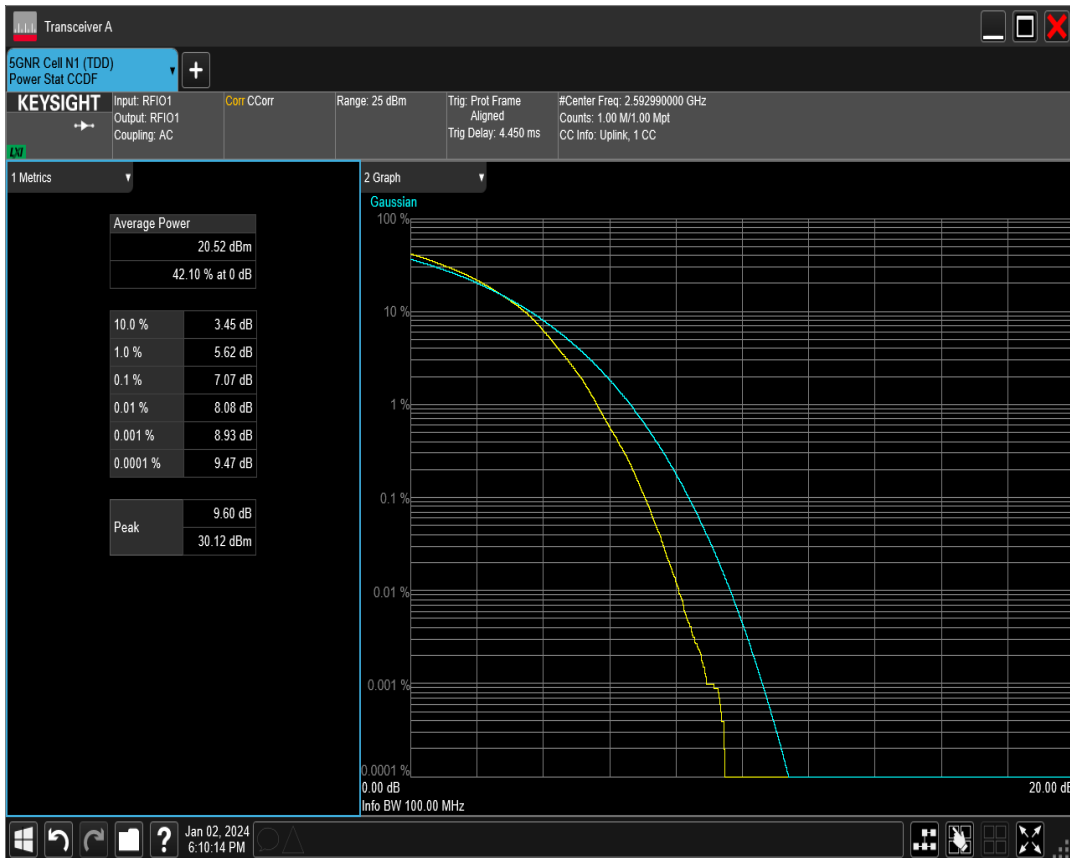 Transceiver A
5GNR Cell N1 (TDD)
Power Stat CCDF
+
KEYSIGHT
LXI
Input: RFIO1
Output: RFIO1
Coupling: AC
Corr CCorr
Range: 25 dBm
Trig: Prot Frame
Aligned
Trig Delay: 4.450 ms
#Center Freq: 2.592990000 GHz
Counts: 1.00 M/1.00 Mpt
CC Info: Uplink, 1 CC
1 Metrics
Average Power
20.52 dBm
42.10 % at 0 dB
10.0 % 3.45 dB
1.0 % 5.62 dB
0.1 % 7.07 dB
0.01 % 8.08 dB
0.001 % 8.93 dB
0.0001 % 9.47 dB
Peak
9.60 dB
30.12 dBm
2 Graph
Gaussian
100 %
10 %
1 %
0.1 %
0.01 %
0.001 %
0.0001 %
0.00 dB 20.00 dB
Info BW 100.00 MHz
?
Jan 02, 2024
6:10:14 PM